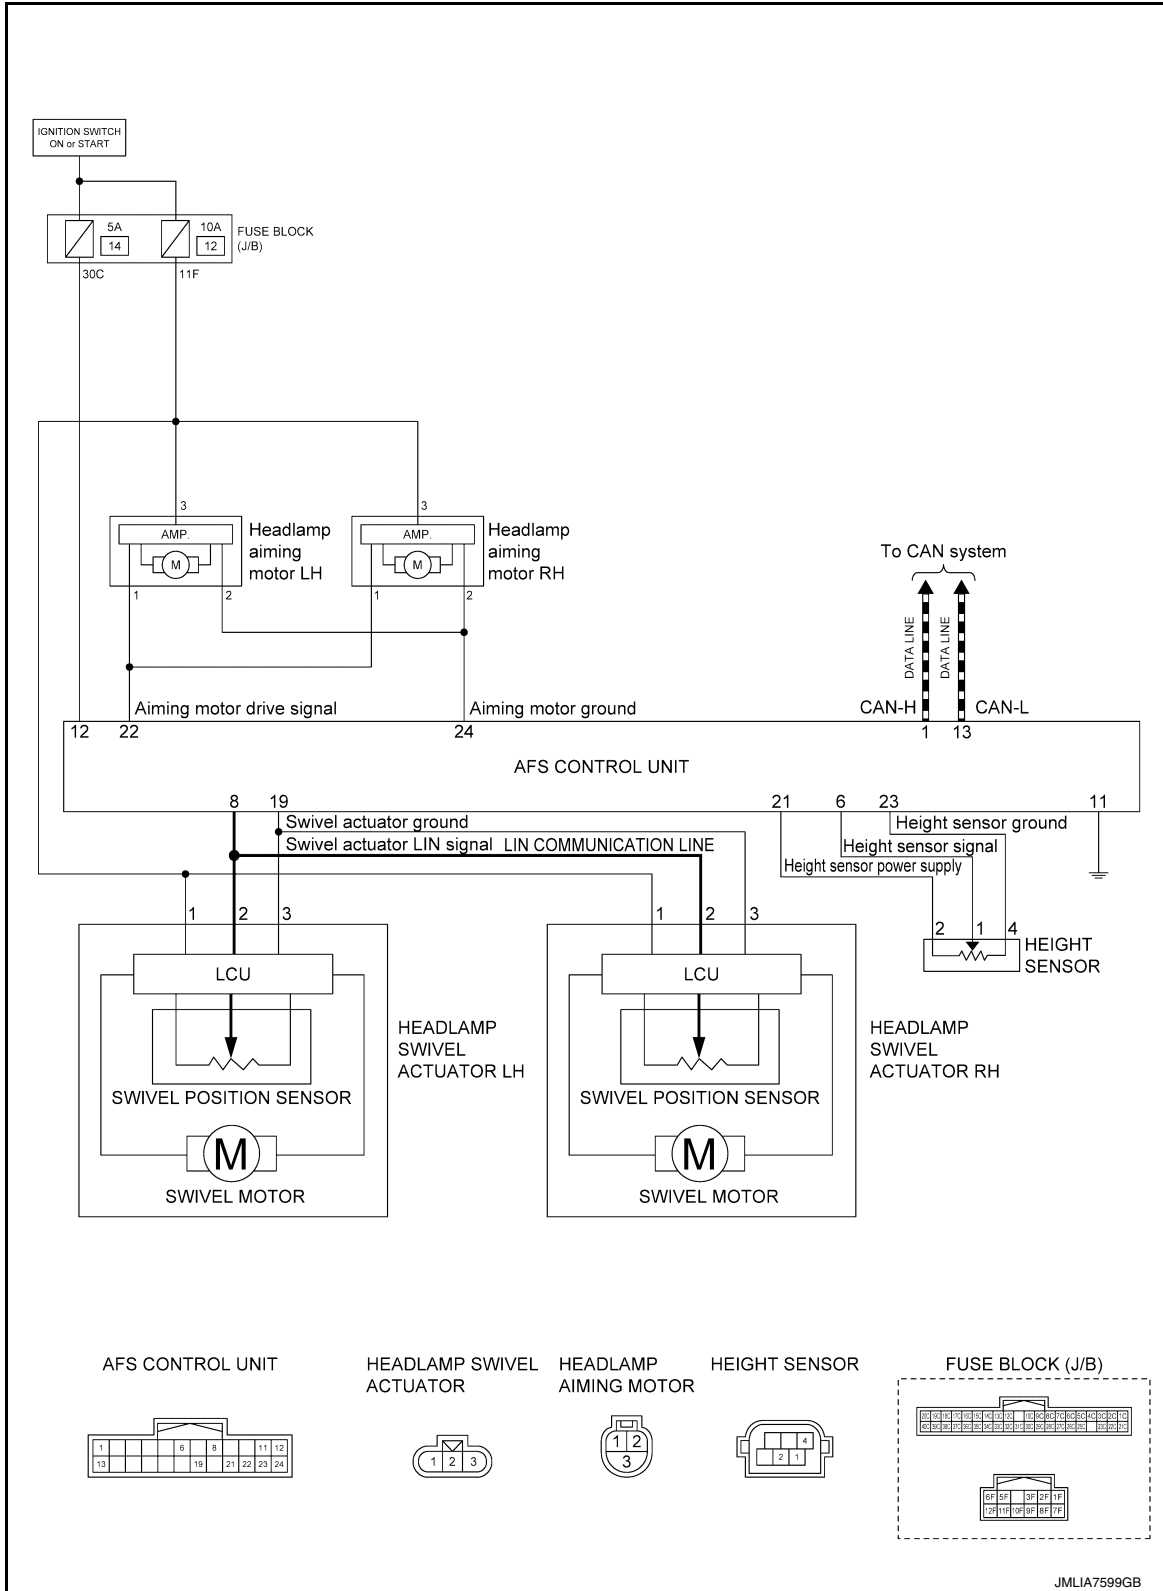 IGNITION SWITCH
ON or START
5A
14
10A
12
FUSE BLOCK
(J/B)
30C
11F
3
AMP.
M
1
2
Headlamp
aiming
motor LH
3
AMP.
M
1
2
Headlamp
aiming
motor RH
To CAN system
DATA LINE
DATA LINE
CAN-H
CAN-L
Aiming motor drive signal
Aiming motor ground
12
22
24
1
13
AFS CONTROL UNIT
8
19
21
6
23
11
Swivel actuator ground
Swivel actuator LIN signal
LIN COMMUNICATION LINE
Height sensor ground
Height sensor signal
Height sensor power supply
1
2
3
1
2
3
2
1
4
HEIGHT
SENSOR
LCU
SWIVEL POSITION SENSOR
M
SWIVEL MOTOR
HEADLAMP
SWIVEL
ACTUATOR LH
LCU
SWIVEL POSITION SENSOR
M
SWIVEL MOTOR
HEADLAMP
SWIVEL
ACTUATOR RH
AFS CONTROL UNIT
1 6 8 11 12
13 19 21 22 23 24
HEADLAMP SWIVEL
ACTUATOR
1 2 3
HEADLAMP
AIMING MOTOR
1 2
3
HEIGHT SENSOR
4
2 1
FUSE BLOCK (J/B)
6F 5F 3F 2F 1F
12F 11F 10F 9F 8F 7F
JMLIA7599GB